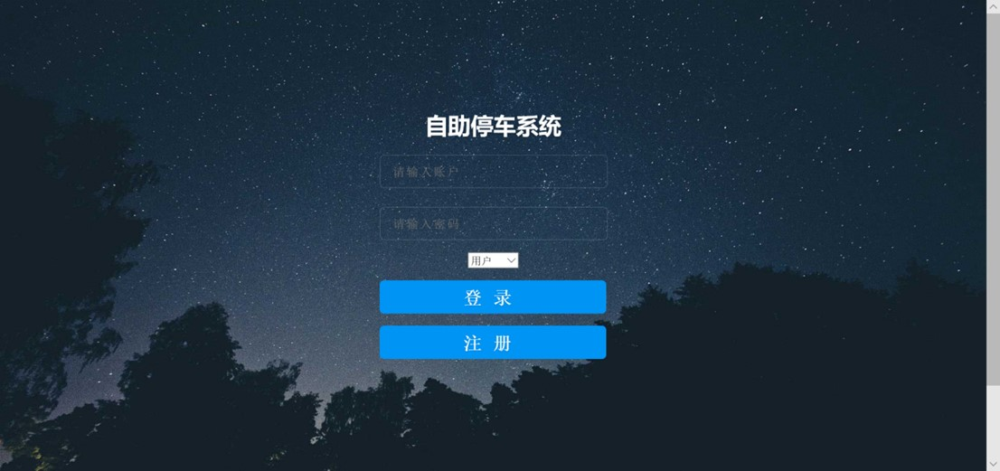 自助停车系统
请输入账户
请输入密码
用户
登 录
注 册